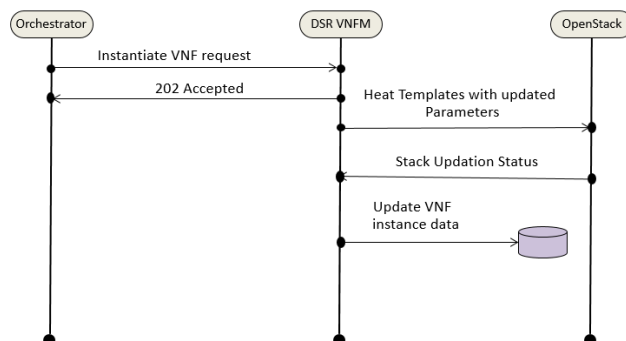 Orchestrator
DSR VNFM
OpenStack
Instantiate VNF request
202 Accepted
Heat Templates with updated
Parameters
Stack Updation Status
Update VNF
instance data